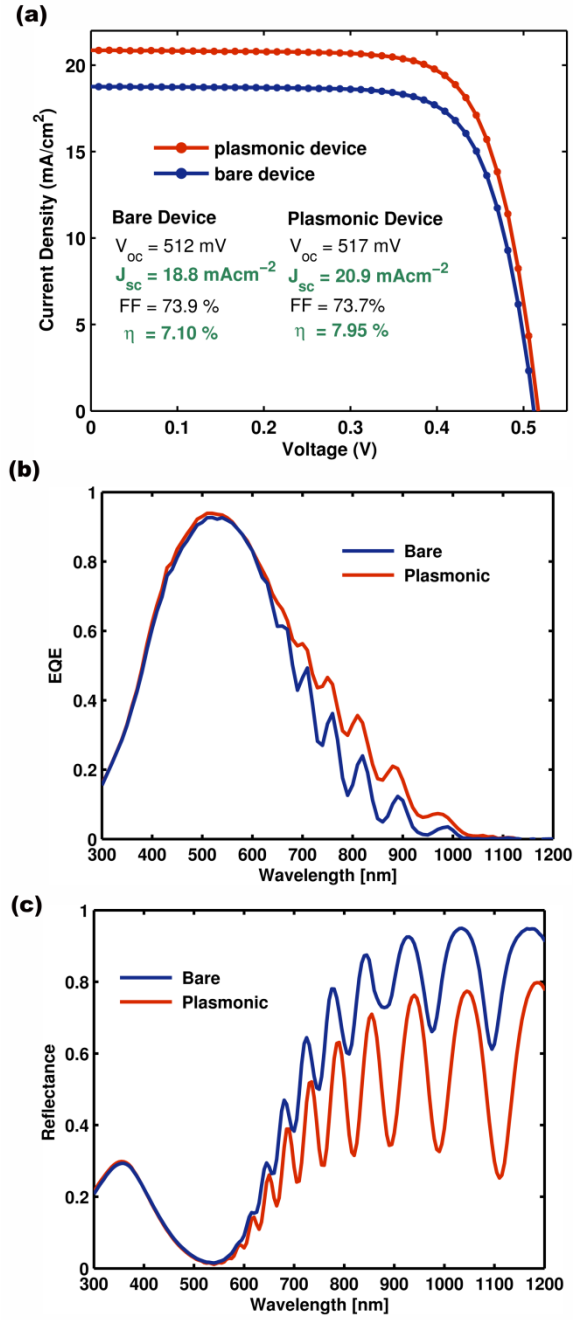 (a)
20
15
10
5
0
Current Density (mA/cm²)
plasmonic device
bare device
Bare Device
V_oc = 512 mV
J_sc = 18.8 mAcm⁻²
FF = 73.9 %
η = 7.10 %
Plasmonic Device
V_oc = 517 mV
J_sc = 20.9 mAcm⁻²
FF = 73.7%
η = 7.95 %
0 0.1 0.2 0.3 0.4 0.5
Voltage (V)
(b)
1
0.8
0.6
0.4
0.2
0
EQE
Bare
Plasmonic
300 400 500 600 700 800 900 1000 1100 1200
Wavelength [nm]
(c)
1
0.8
0.6
0.4
0.2
0
Reflectance
Bare
Plasmonic
300 400 500 600 700 800 900 1000 1100 1200
Wavelength [nm]